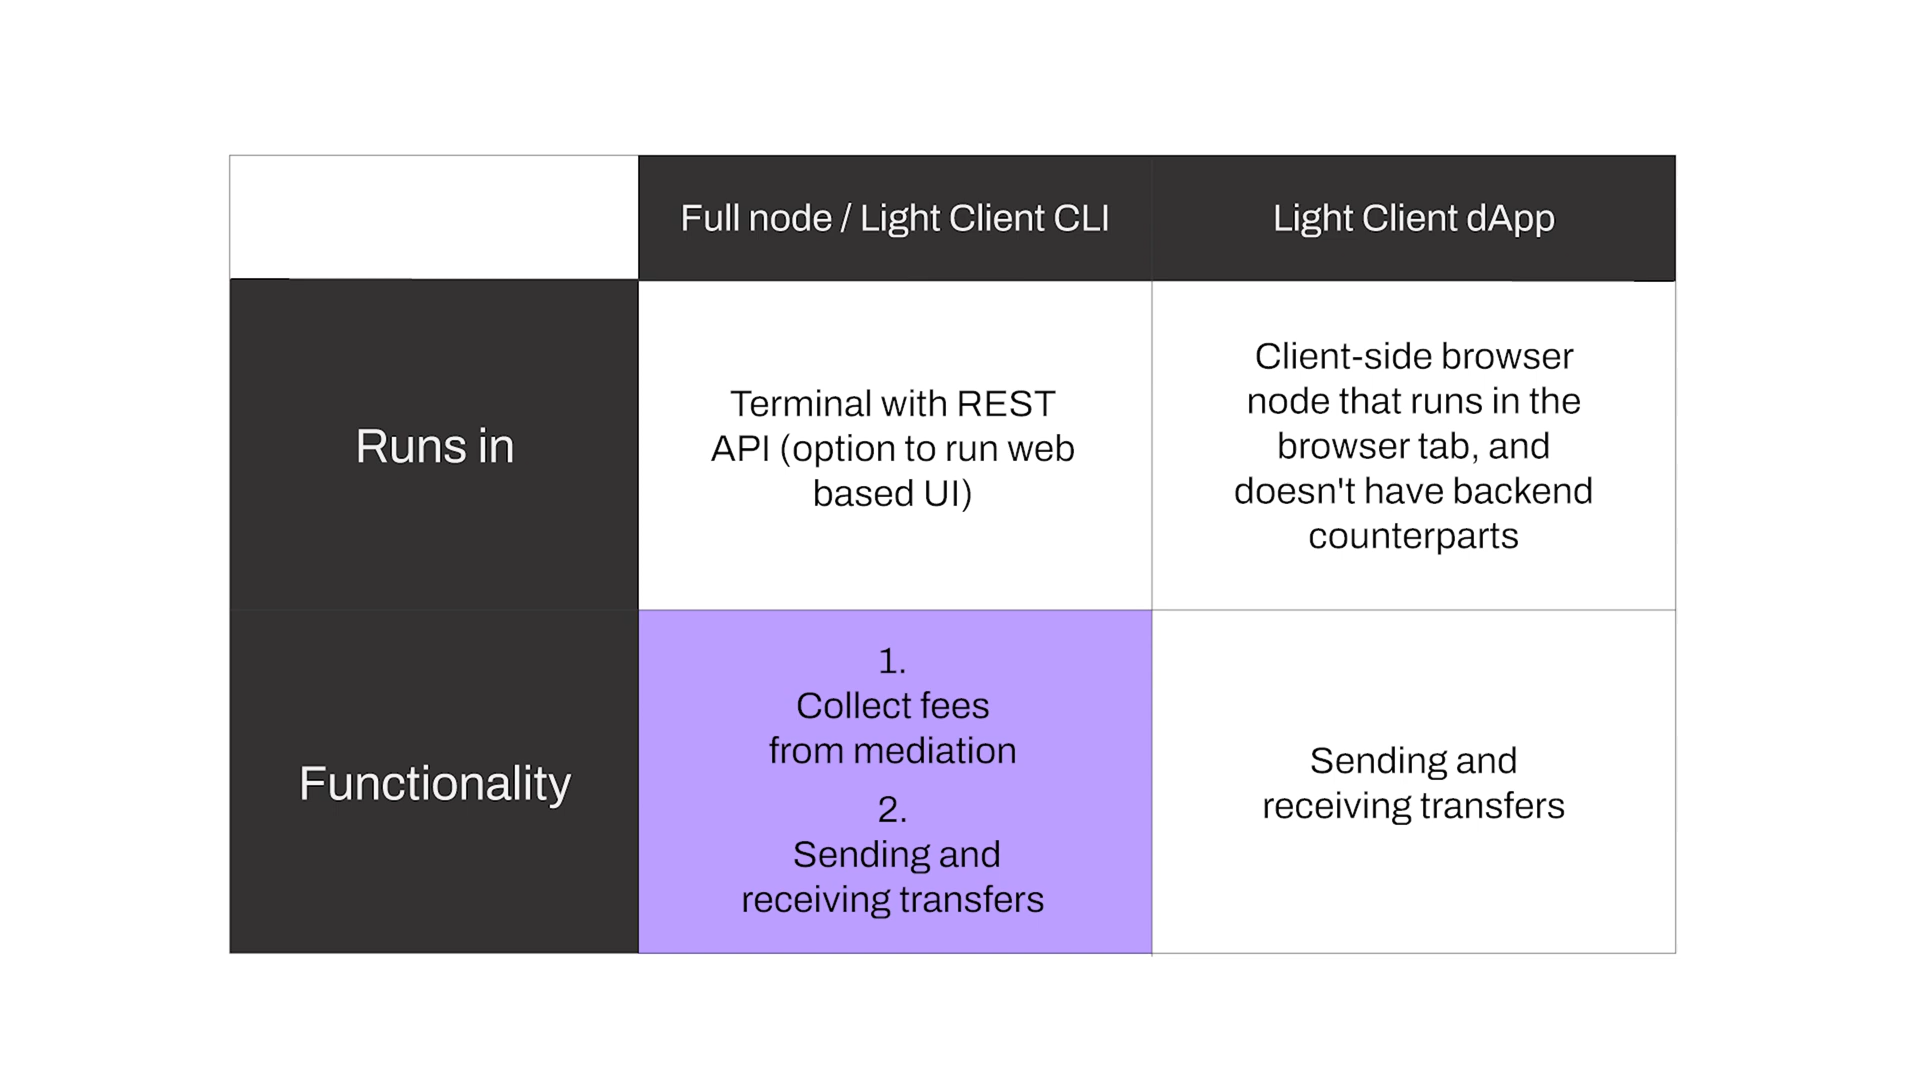 Full node / Light Client CLI
Light Client dApp
Runs in
Terminal with REST
API (option to run web
based UI)
Client-side browser
node that runs in the
browser tab, and
doesn't have backend
counterparts
Functionality
1.
Collect fees
from mediation
2.
Sending and
receiving transfers
Sending and
receiving transfers